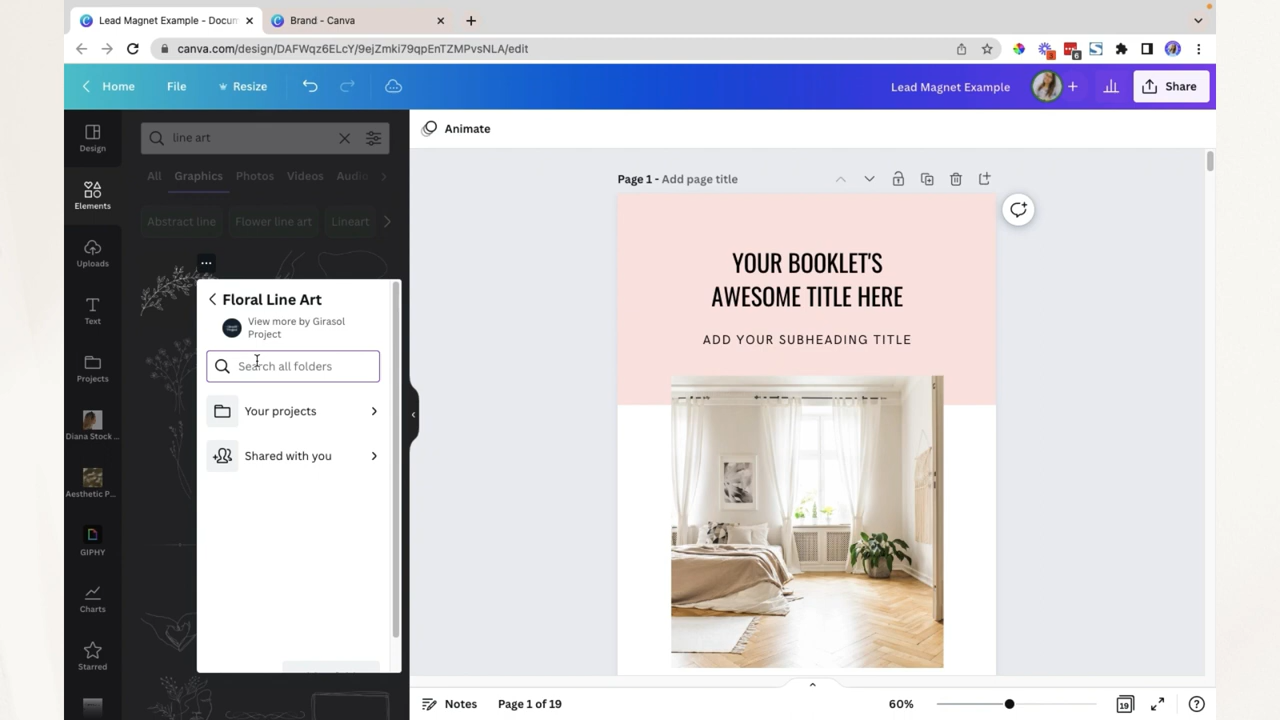 Lead Magnet Example - Docun
Brand - Canva
canva.com/design/DAFWqz6ELcY/9ejZmki79qpEnTZMPvsNLA/edit
Home
File
Resize
Lead Magnet Example
Share
Design
Elements
Uploads
Text
Projects
Diana Stock ...
Aesthetic P...
GIPHY
Charts
Starred
line art
All
Graphics
Photos
Videos
Audio
Abstract line
Flower line art
Lineart
Floral Line Art
View more by Girasol
Project
Search all folders
Your projects
Shared with you
Animate
Page 1 - Add page title
YOUR BOOKLET'S
AWESOME TITLE HERE
ADD YOUR SUBHEADING TITLE
Notes
Page 1 of 19
60%
19